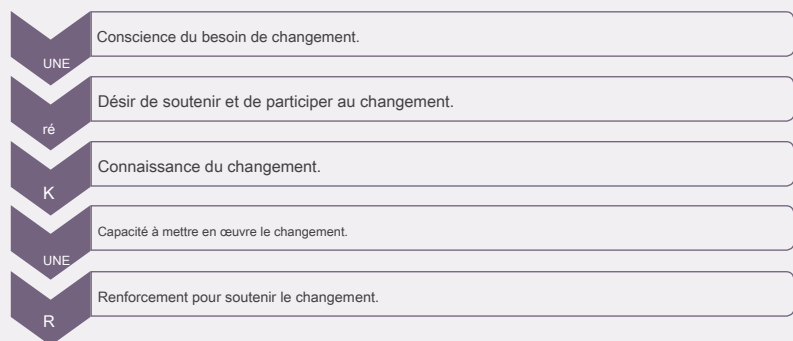 Conscience du besoin de changement.
UNE
Désir de soutenir et de participer au changement.
ré
Connaissance du changement.
K
Capacité à mettre en œuvre le changement.
UNE
Renforcement pour soutenir le changement.
R